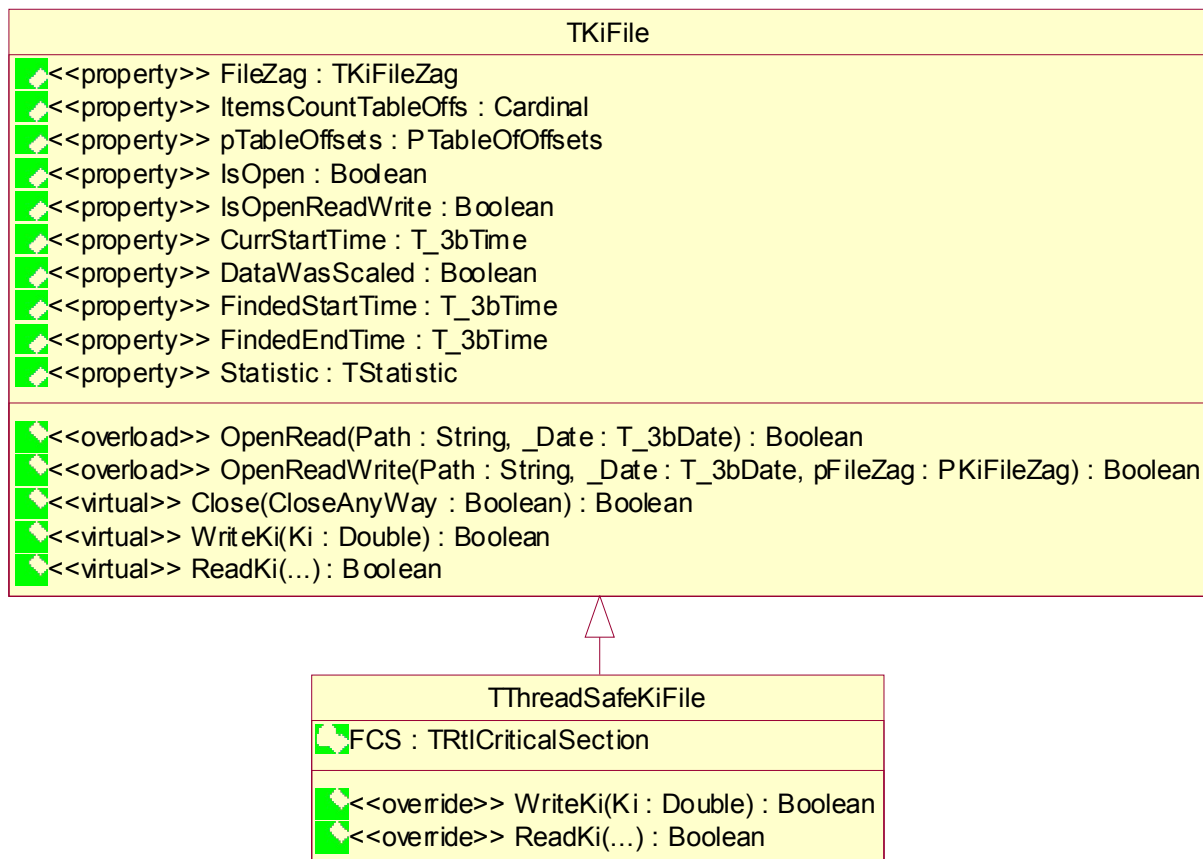 TKiFile
<<property>> FileZag : TKiFileZag
<<property>> ItemsCountTableOffs : Cardinal
<<property>> pTableOffsets : PTableOfOffsets
<<property>> IsOpen : Boolean
<<property>> IsOpenReadWrite : Boolean
<<property>> CurrStartTime : T_3bTime
<<property>> DataWasScaled : Boolean
<<property>> FindedStartTime : T_3bTime
<<property>> FindedEndTime : T_3bTime
<<property>> Statistic : TStatistic
<<overload>> OpenRead(Path : String, _Date : T_3bDate) : Boolean
<<overload>> OpenReadWrite(Path : String, _Date : T_3bDate, pFileZag : PKiFileZag) : Boolean
<<virtual>> Close(CloseAnyWay : Boolean) : Boolean
<<virtual>> WriteKi(Ki : Double) : Boolean
<<virtual>> ReadKi(...) : Boolean
TThreadSafeKiFile
FCS : TRtlCriticalSection
<<override>> WriteKi(Ki : Double) : Boolean
<<override>> ReadKi(...) : Boolean